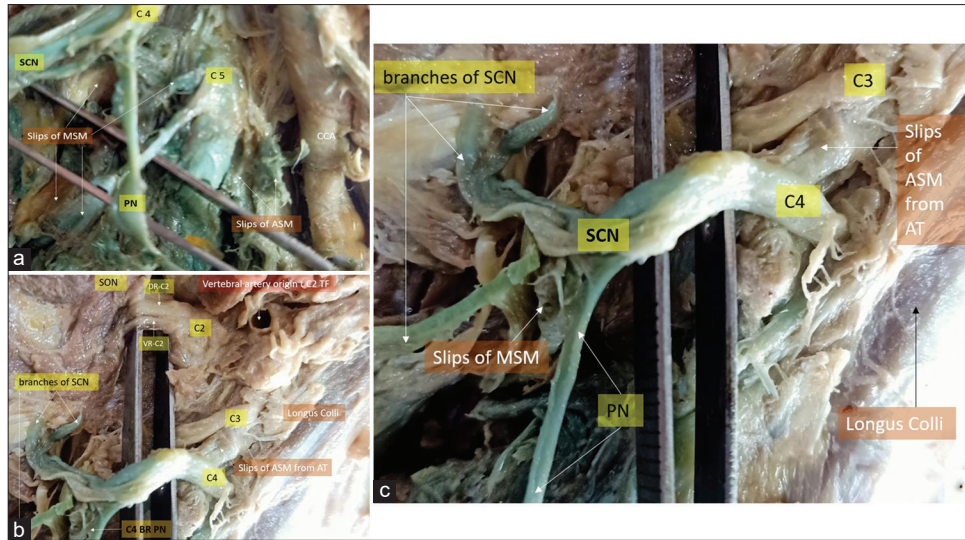 C 4
SCN
C 5
Slips of MSM
CCA
PN
Slips of ASM
a
SON
DR-C2
Vertebral artery origin t C2 TF
C2
VR-C2
branches of SCN
C3
Longus Colli
Slips of ASM from AT
C4
C4 BR PN
b
branches of SCN
C3
Slips
of
ASM
from
AT
C4
SCN
Slips of MSM
PN
Longus Colli
c